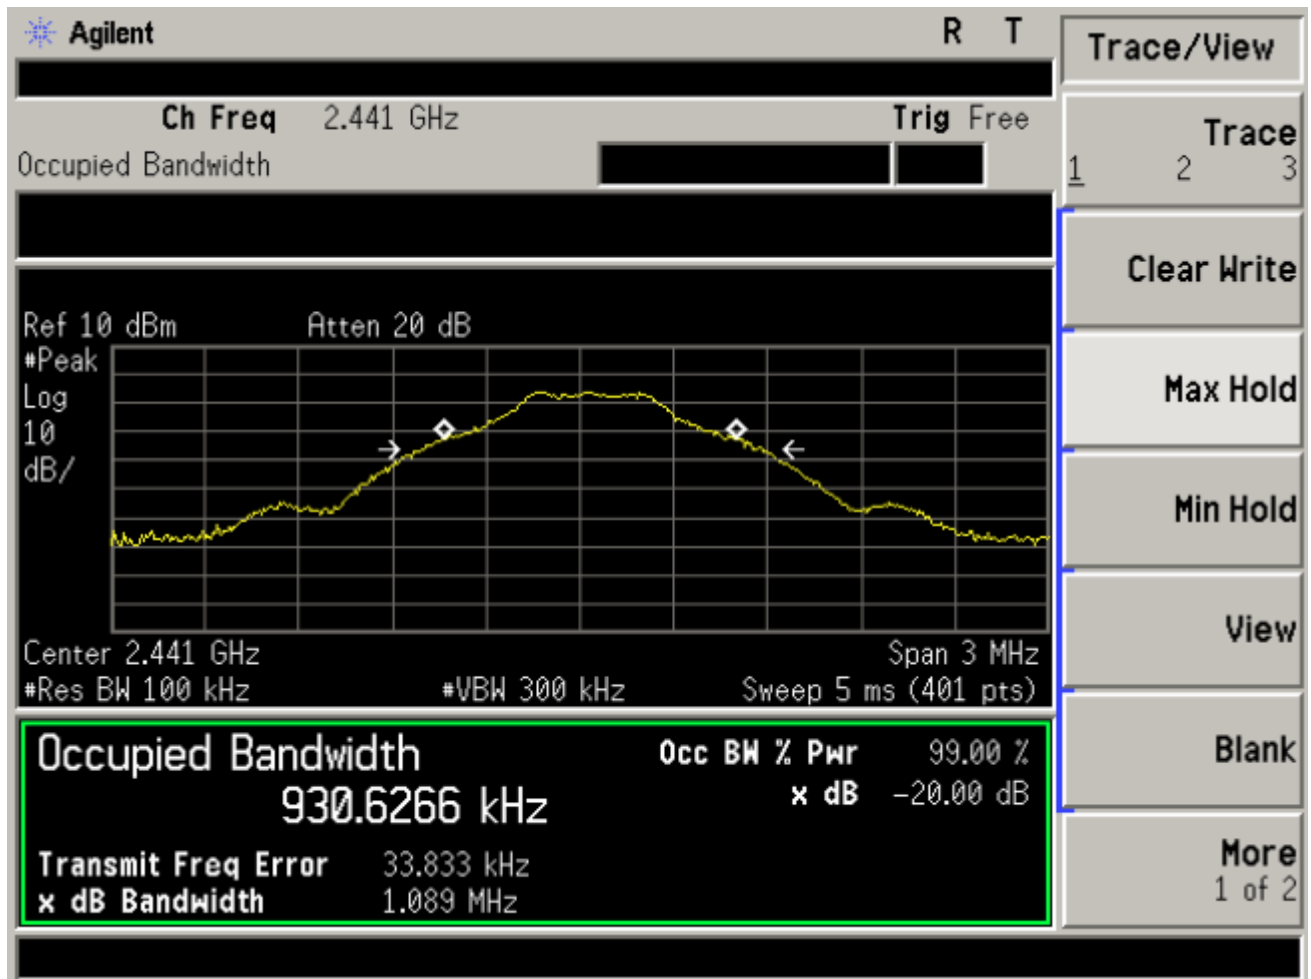 Agilent R T
Ch Freq 2.441 GHz Trig Free
Occupied Bandwidth
Ref 10 dBm Atten 20 dB
#Peak
Log
10
dB/
Center 2.441 GHz Span 3 MHz
#Res BW 100 kHz #VBW 300 kHz Sweep 5 ms (401 pts)
Occupied Bandwidth
930.6266 kHz
Occ BW % Pwr 99.00 %
x dB -20.00 dB
Transmit Freq Error 33.833 kHz
x dB Bandwidth 1.089 MHz
Trace/View
Trace
1 2 3
Clear Write
Max Hold
Min Hold
View
Blank
More
1 of 2